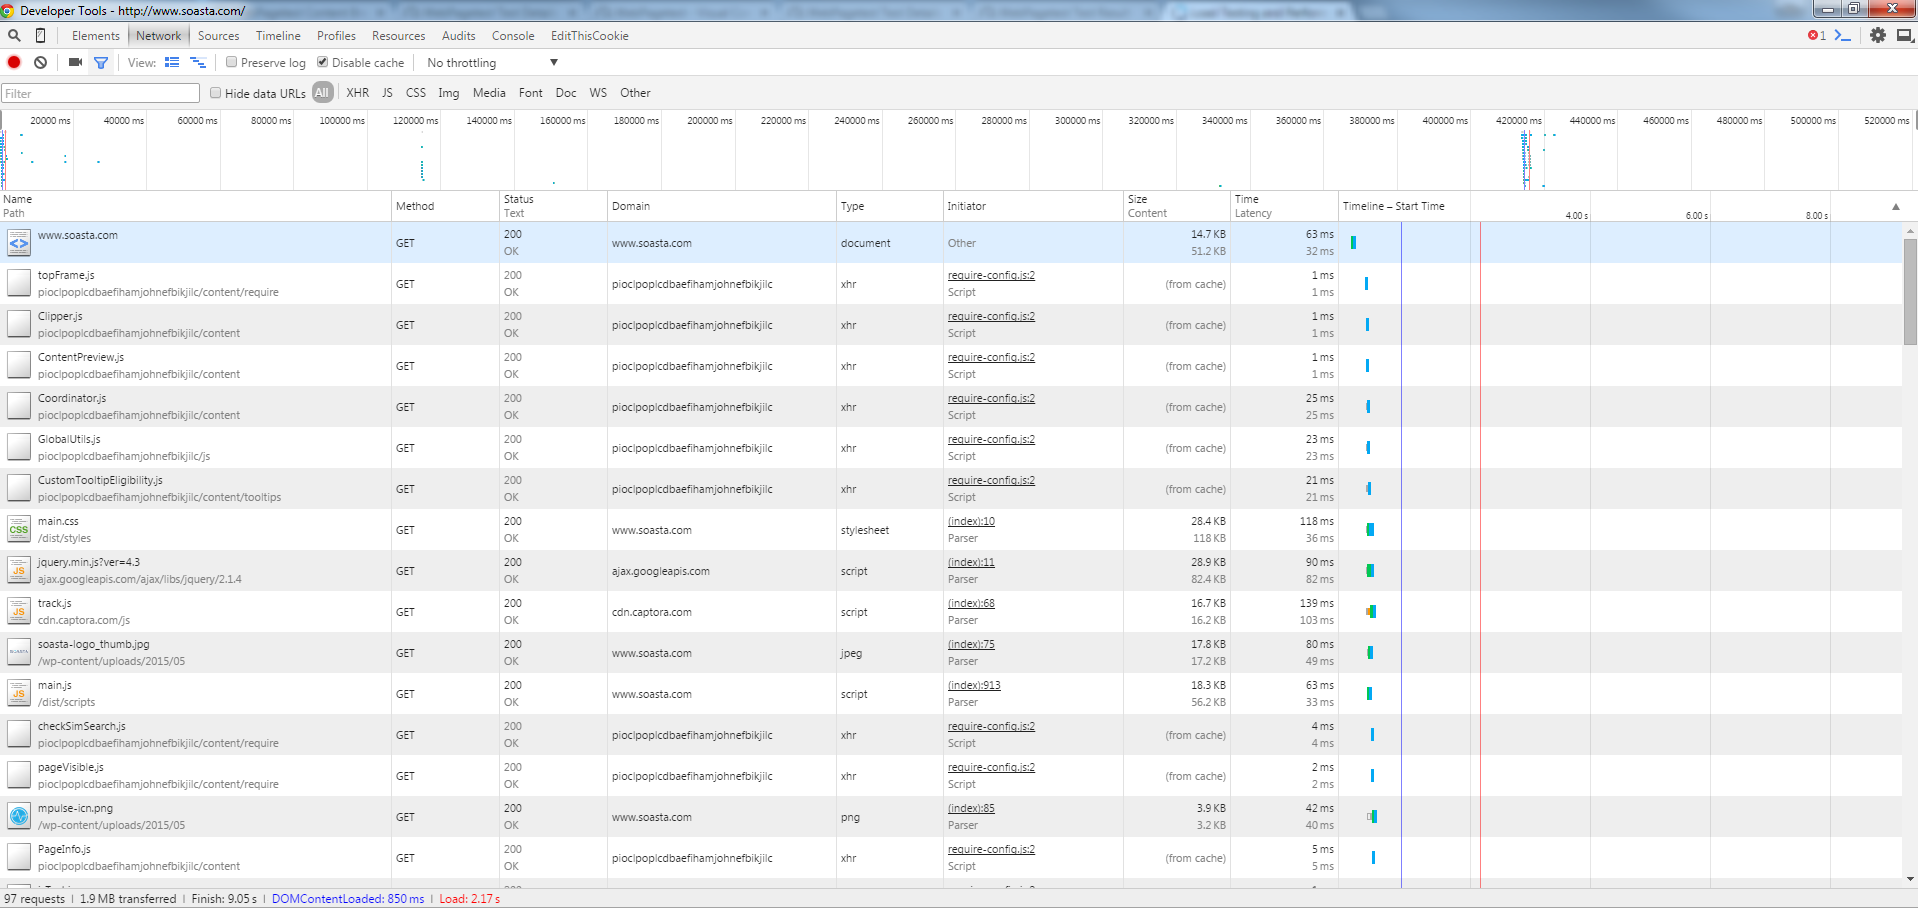 Developer Tools - http://www.soasta.com/
Elements Network Sources Timeline Profiles Resources Audits Console EditThisCookie 1
View: Preserve log Disable cache No throttling
Filter Hide data URLs All XHR JS CSS Img Media Font Doc WS Other
20000 ms 40000 ms 60000 ms 80000 ms 100000 ms 120000 ms 140000 ms 160000 ms 180000 ms 200000 ms 220000 ms 240000 ms 260000 ms 280000 ms 300000 ms 320000 ms 340000 ms 360000 ms 380000 ms 400000 ms 420000 ms 440000 ms 460000 ms 480000 ms 500000 ms 520000 ms
Name Status Size Time
Method Domain Type Initiator Timeline – Start Time
Path Text Content Latency 4.00 s 6.00 s 8.00 s
www.soasta.com 200 14.7 KB 63 ms
GET www.soasta.com document Other
OK 51.2 KB 32 ms
topFrame.js 200 require-config.js:2 1 ms
GET pioclpoplcdbaefihamjohnefbikjilc xhr (from cache)
pioclpoplcdbaefihamjohnefbikjilc/content/require OK Script 1 ms
Clipper.js 200 require-config.js:2 1 ms
GET pioclpoplcdbaefihamjohnefbikjilc xhr (from cache)
pioclpoplcdbaefihamjohnefbikjilc/content OK Script 1 ms
ContentPreview.js 200 require-config.js:2 1 ms
GET pioclpoplcdbaefihamjohnefbikjilc xhr (from cache)
pioclpoplcdbaefihamjohnefbikjilc/content OK Script 1 ms
Coordinator.js 200 require-config.js:2 25 ms
GET pioclpoplcdbaefihamjohnefbikjilc xhr (from cache)
pioclpoplcdbaefihamjohnefbikjilc/content OK Script 25 ms
GlobalUtils.js 200 require-config.js:2 23 ms
GET pioclpoplcdbaefihamjohnefbikjilc xhr (from cache)
pioclpoplcdbaefihamjohnefbikjilc/js OK Script 23 ms
CustomTooltipEligibility.js 200 require-config.js:2 21 ms
GET pioclpoplcdbaefihamjohnefbikjilc xhr (from cache)
pioclpoplcdbaefihamjohnefbikjilc/content/tooltips OK Script 21 ms
main.css 200 (index):10 28.4 KB 118 ms
CSS GET www.soasta.com stylesheet
/dist/styles OK Parser 118 KB 36 ms
jquery.min.js?ver=4.3 200 (index):11 28.9 KB 90 ms
JS GET ajax.googleapis.com script
ajax.googleapis.com/ajax/libs/jquery/2.1.4 OK Parser 82.4 KB 82 ms
track.js 200 (index):68 16.7 KB 139 ms
JS GET cdn.captora.com script
cdn.captora.com/js OK Parser 16.2 KB 103 ms
soasta-logo_thumb.jpg 200 (index):75 17.8 KB 80 ms
SOASTA GET www.soasta.com jpeg
/wp-content/uploads/2015/05 OK Parser 17.2 KB 49 ms
main.js 200 (index):913 18.3 KB 63 ms
JS GET www.soasta.com script
/dist/scripts OK Parser 56.2 KB 33 ms
checkSimSearch.js 200 require-config.js:2 4 ms
GET pioclpoplcdbaefihamjohnefbikjilc xhr (from cache)
pioclpoplcdbaefihamjohnefbikjilc/content/require OK Script 4 ms
pageVisible.js 200 require-config.js:2 2 ms
GET pioclpoplcdbaefihamjohnefbikjilc xhr (from cache)
pioclpoplcdbaefihamjohnefbikjilc/content/require OK Script 2 ms
mpulse-icn.png 200 (index):85 3.9 KB 42 ms
GET www.soasta.com png
/wp-content/uploads/2015/05 OK Parser 3.2 KB 40 ms
PageInfo.js 200 require-config.js:2 5 ms
GET pioclpoplcdbaefihamjohnefbikjilc xhr (from cache)
pioclpoplcdbaefihamjohnefbikjilc/content OK Script 5 ms
97 requests | 1.9 MB transferred | Finish: 9.05 s | DOMContentLoaded: 850 ms | Load: 2.17 s